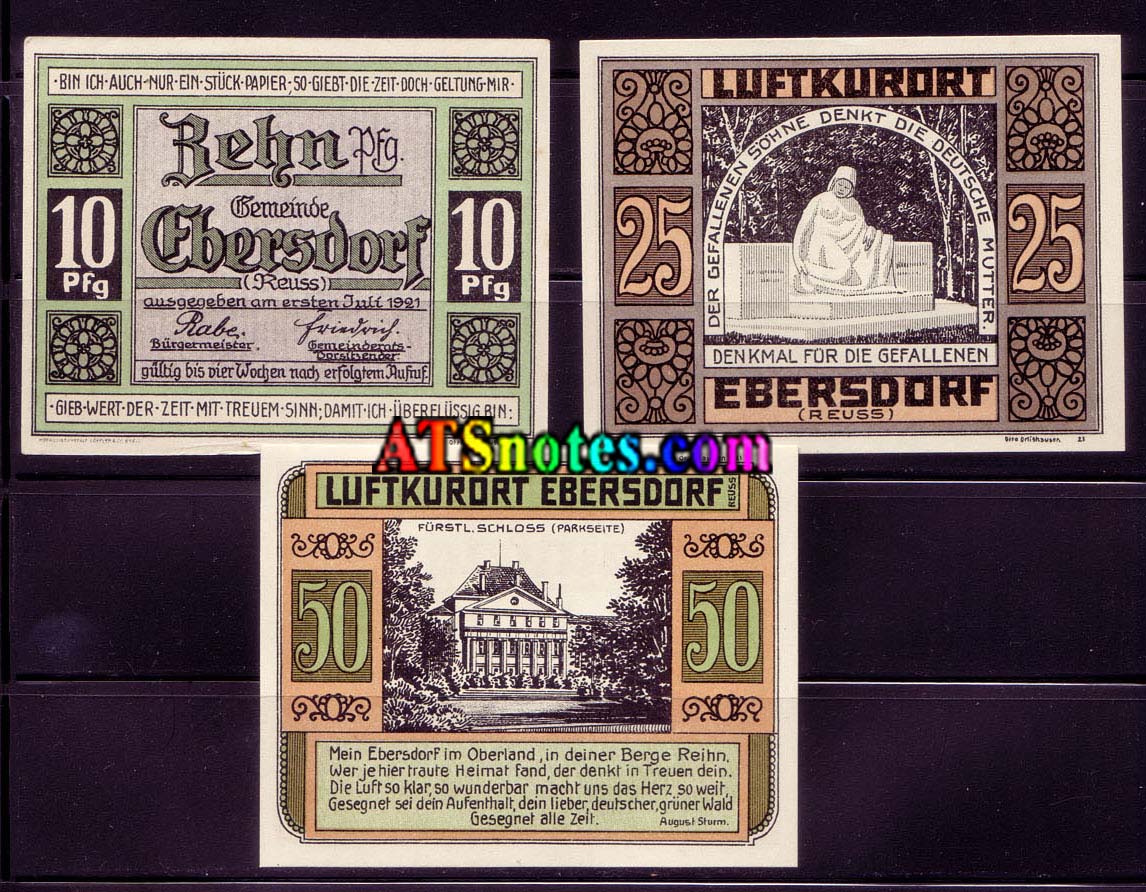 ·BIN ICH·AUCH·NUR·EIN·STÜCK·PAPIER; SO·GIEBT·DIE·ZEIT·DOCH·GELTUNG·MIR·
Zehn Pfg.
Gemeinde
Ebersdorf
(Reuss)
10
Pfg
10
Pfg
ausgegeben am ersten Juli 1921
Rabe.
Friedrich.
Bürgermeister.
Gemeinderats-
Vorsitzender
gültig bis vier Wochen nach erfolgtem Aufruf.
·GIEB·WERT·DER·ZEIT·MIT·TREUEM·SINN; DAMIT·ICH·ÜBERFLÜSSIG·BIN:
LUFTKURORT
DER GEFALLENEN SÖHNE DENKT DIE DEUTSCHE MUTTER.
25
25
DENKMAL FÜR DIE GEFALLENEN
EBERSDORF
(REUSS)
21
ATSnotes.com
LUFTKURORT EBERSDORF REUSS
FÜRSTL. SCHLOSS (PARKSEITE)
50
50
Mein Ebersdorf im Oberland, in deiner Berge Reihn,
Wer je hier traute Heimat fand, der denkt in Treuen dein.
Die Luft so klar, so wunderbar macht uns das Herz so weit,
Gesegnet sei dein Aufenthalt, dein lieber, deutscher, grüner Wald
Gesegnet alle Zeit.
August Sturm.